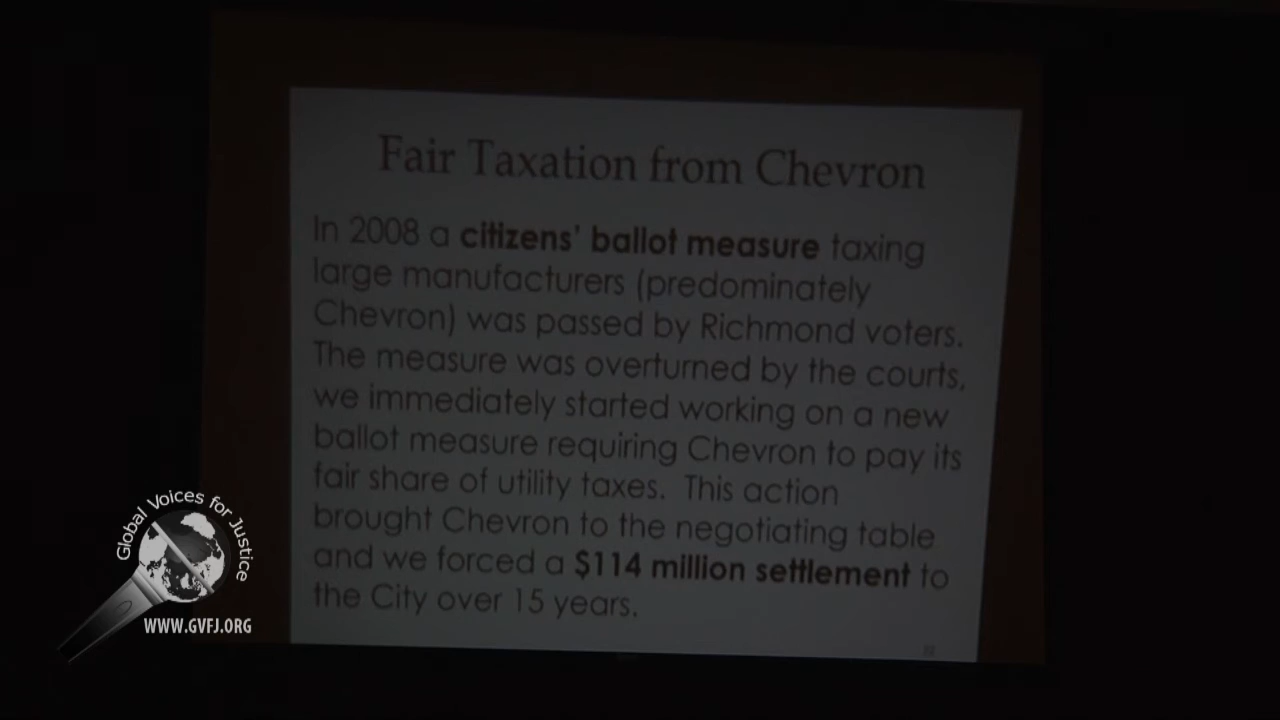 Fair Taxation from Chevron
In 2008 a citizens' ballot measure taxing
large manufacturers (predominately
Chevron) was passed by Richmond voters.
The measure was overturned by the courts,
we immediately started working on a new
ballot measure requiring Chevron to pay its
fair share of utility taxes. This action
brought Chevron to the negotiating table
and we forced a $114 million settlement to
the City over 15 years.
Global Voices for Justice
WWW.GVFJ.ORG